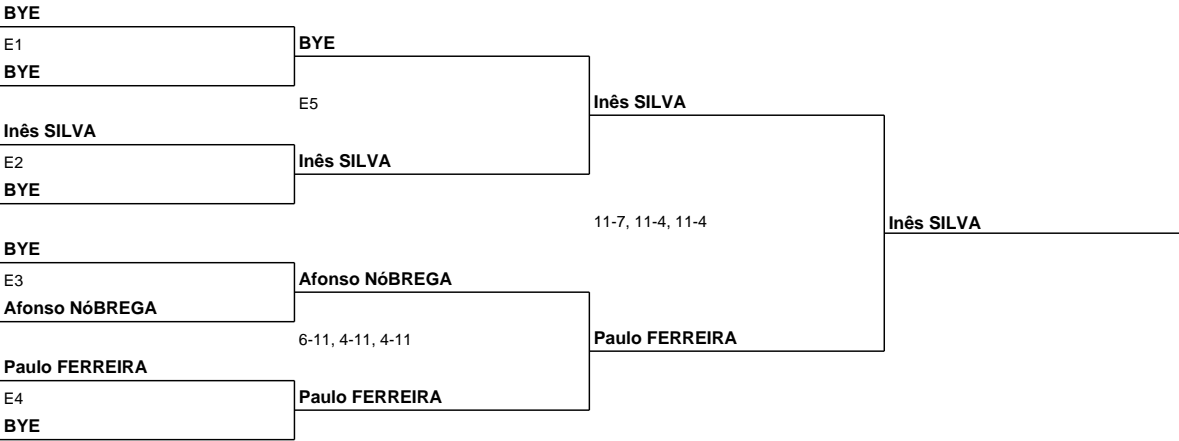 BYE
E1
BYE
BYE
E5
Inês SILVA
Inês SILVA
E2
Inês SILVA
BYE
11-7, 11-4, 11-4
Inês SILVA
BYE
E3
Afonso NóBREGA
Afonso NóBREGA
6-11, 4-11, 4-11
Paulo FERREIRA
Paulo FERREIRA
E4
Paulo FERREIRA
BYE